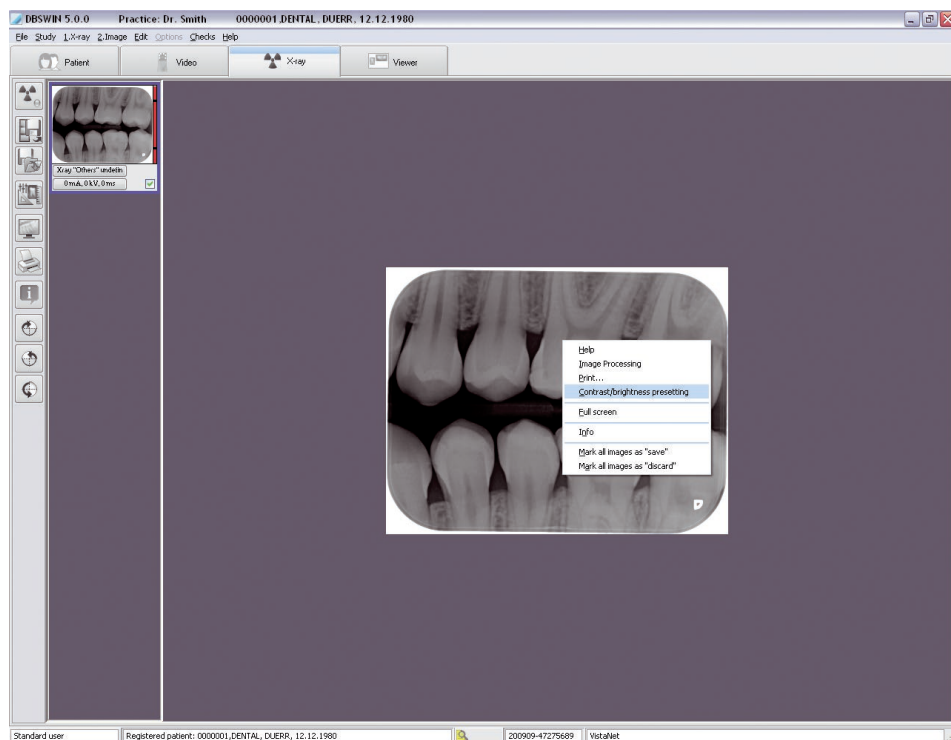 DBSWIN 5.0.0 Practice: Dr. Smith 0000001 ,DENTAL, DUERR, 12.12.1980
File Study 1.X-ray 2.Image Edit Options Checks Help
Patient Video X-ray Viewer
Xray "Others" undefin
0 mA, 0 kV, 0 ms
Help
Image Processing
Print...
Contrast/brightness presetting
Full screen
Info
Mark all images as "save"
Mark all images as "discard"
Standard user Registered patient: 0000001,DENTAL, DUERR, 12.12.1980 200909-47275689 VistaNet